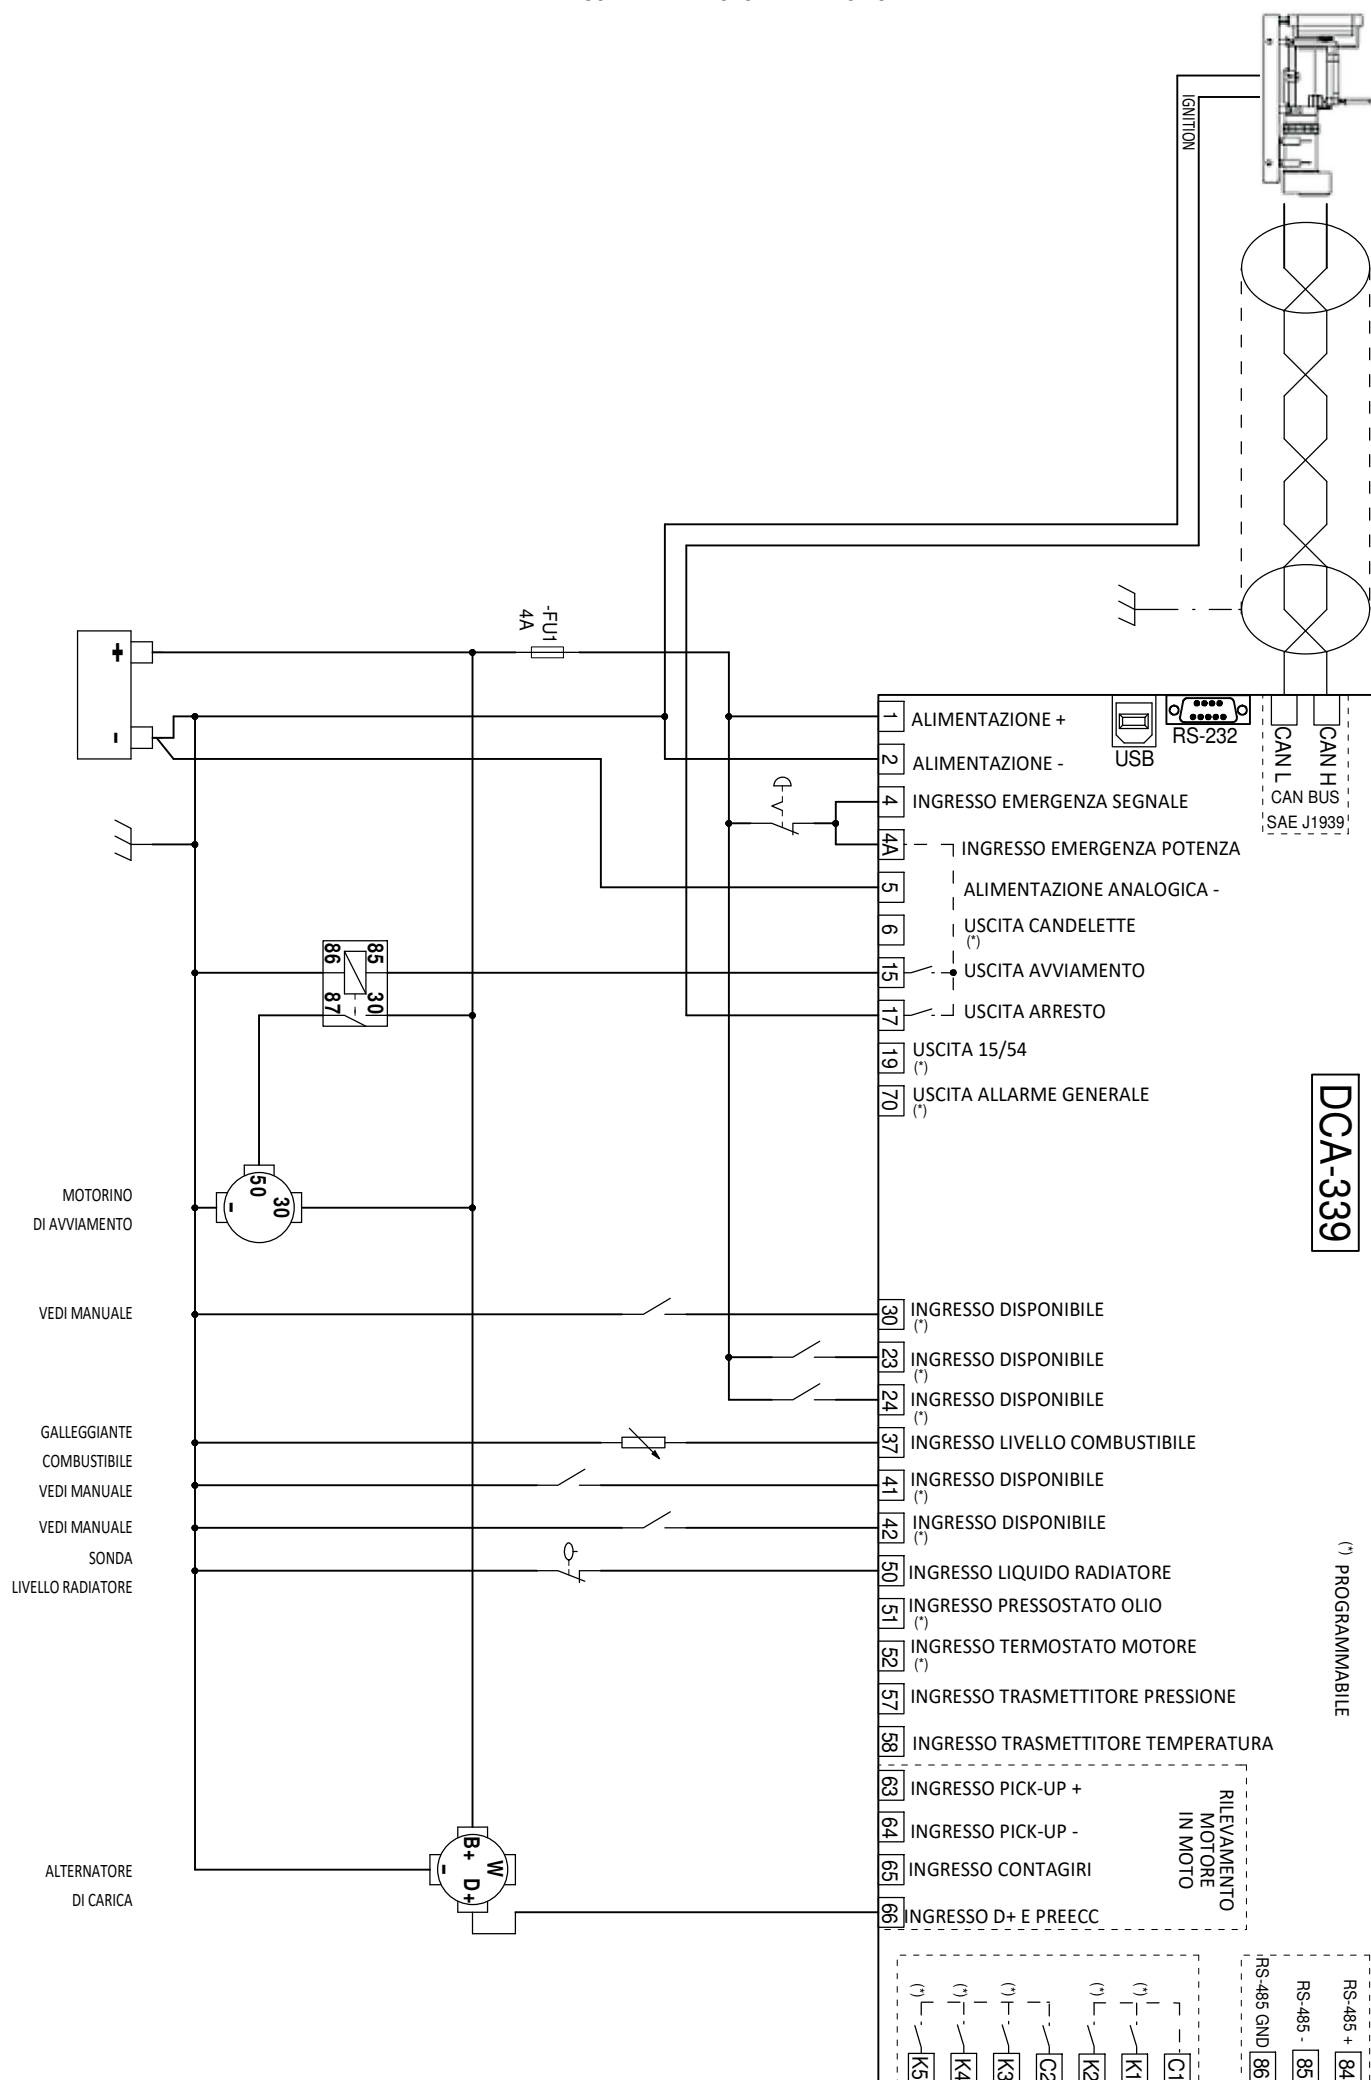 IGNITION
-FU1
4A
+
-
1 ALIMENTAZIONE +
2 ALIMENTAZIONE -
4 INGRESSO EMERGENZA SEGNALE
4A INGRESSO EMERGENZA POTENZA
5 ALIMENTAZIONE ANALOGICA -
6 USCITA CANDELETTE
(*)
15 USCITA AVVIAMENTO
17 USCITA ARRESTO
19 USCITA 15/54
(*)
70 USCITA ALLARME GENERALE
(*)
USB
RS-232
CAN L
CAN H
CAN BUS
SAE J1939
86 85
87 30
DCA-339
MOTORINO
DI AVVIAMENTO
50
30
-
VEDI MANUALE
30 INGRESSO DISPONIBILE
(*)
23 INGRESSO DISPONIBILE
(*)
24 INGRESSO DISPONIBILE
(*)
GALLEGGIANTE
COMBUSTIBILE
37 INGRESSO LIVELLO COMBUSTIBILE
VEDI MANUALE
41 INGRESSO DISPONIBILE
(*)
VEDI MANUALE
42 INGRESSO DISPONIBILE
(*)
SONDA
LIVELLO RADIATORE
50 INGRESSO LIQUIDO RADIATORE
51 INGRESSO PRESSOSTATO OLIO
(*)
52 INGRESSO TERMOSTATO MOTORE
(*)
57 INGRESSO TRASMETTITORE PRESSIONE
58 INGRESSO TRASMETTITORE TEMPERATURA
(*) PROGRAMMABILE
63 INGRESSO PICK-UP +
64 INGRESSO PICK-UP -
65 INGRESSO CONTAGIRI
66 INGRESSO D+ E PREECC
RILEVAMENTO
MOTORE
IN MOTO
ALTERNATORE
DI CARICA
B+
W
-
D+
(*) (*) (*) (*) (*)
K5 K4 K3 C2 K2 K1 C1
RS-485 GND 86
RS-485 - 85
RS-485 + 84